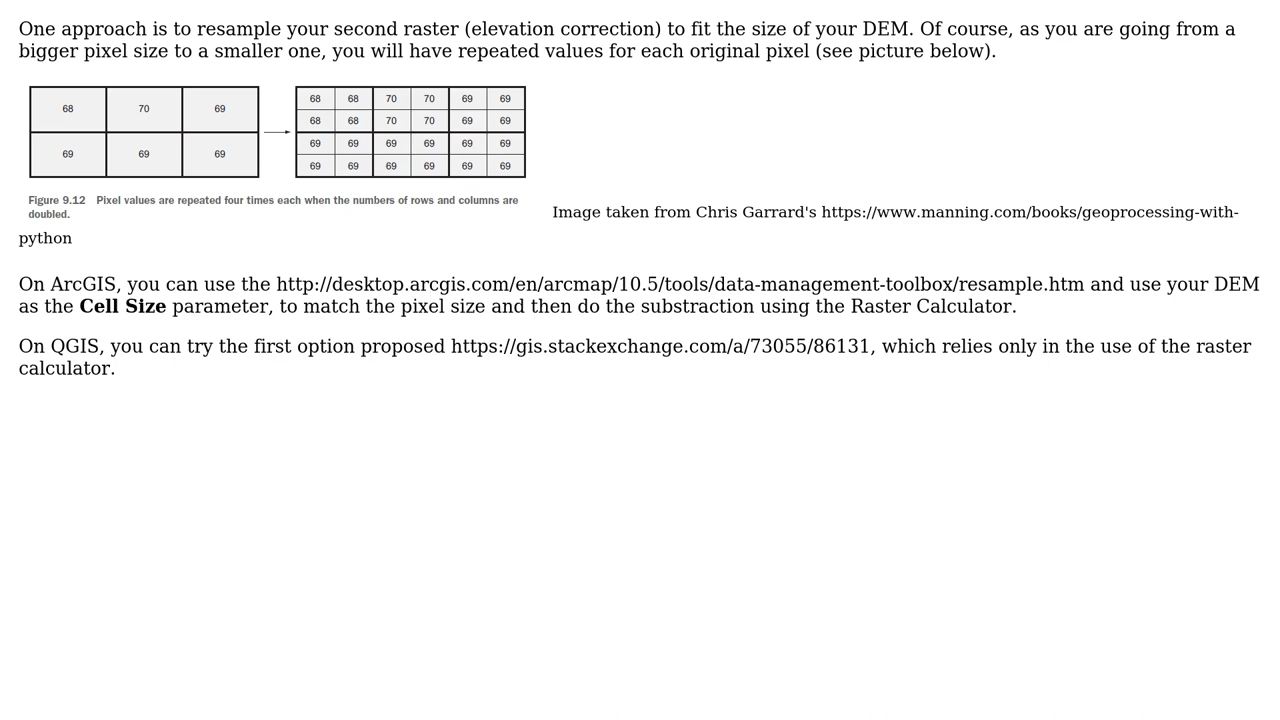 One approach is to resample your second raster (elevation correction) to fit the size of your DEM. Of course, as you are going from a
bigger pixel size to a smaller one, you will have repeated values for each original pixel (see picture below).
68 70 69
69 69 69
68 68 70 70 69 69
68 68 70 70 69 69
69 69 69 69 69 69
69 69 69 69 69 69
Figure 9.12 Pixel values are repeated four times each when the numbers of rows and columns are
doubled.
Image taken from Chris Garrard's https://www.manning.com/books/geoprocessing-with-
python
On ArcGIS, you can use the http://desktop.arcgis.com/en/arcmap/10.5/tools/data-management-toolbox/resample.htm and use your DEM
as the Cell Size parameter, to match the pixel size and then do the substraction using the Raster Calculator.
On QGIS, you can try the first option proposed https://gis.stackexchange.com/a/73055/86131, which relies only in the use of the raster
calculator.